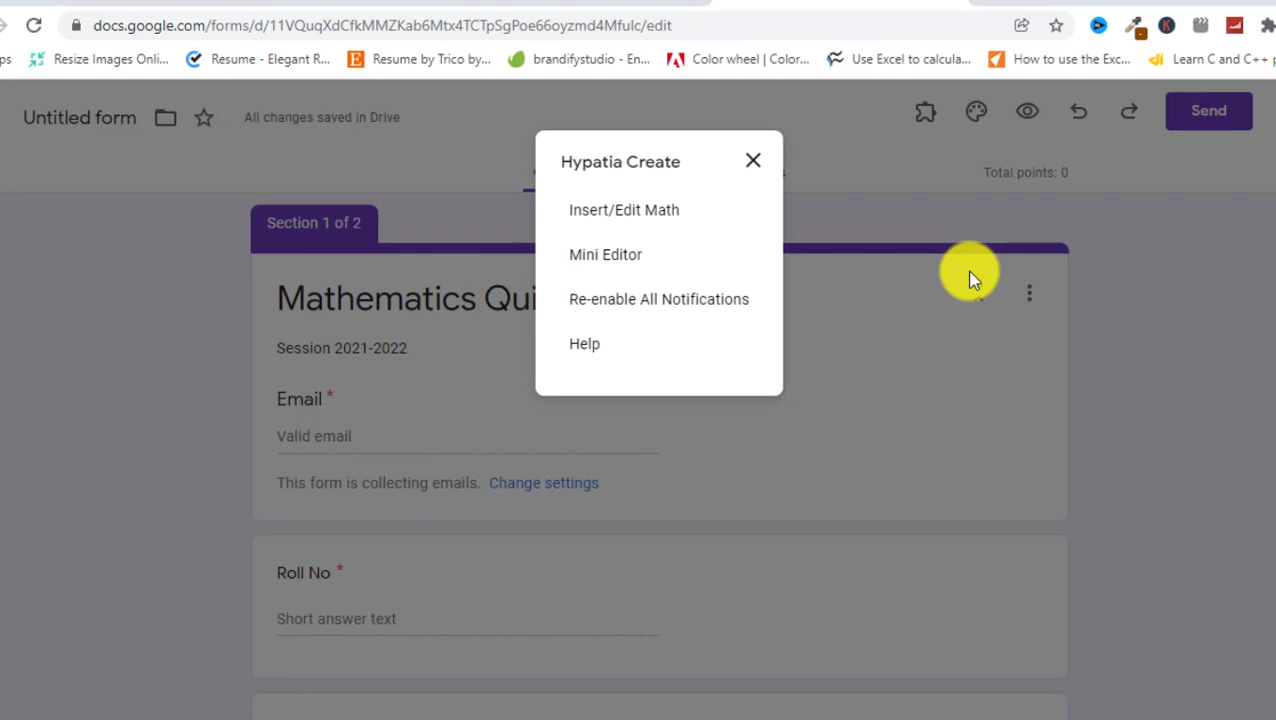 docs.google.com/forms/d/11VQuqXdCfkMMZKab6Mtx4TCTpSgPoe66oyzmd4Mfulc/edit
ps Resize Images Onli... Resume - Elegant R... Resume by Trico by... brandifystudio - En... Color wheel | Color... Use Excel to calcula... How to use the Exc... Learn C and C++ p
Untitled form All changes saved in Drive Send
Total points: 0
Hypatia Create
Insert/Edit Math
Mini Editor
Re-enable All Notifications
Help
Section 1 of 2
Mathematics Qui
Session 2021-2022
Email *
Valid email
This form is collecting emails. Change settings
Roll No *
Short answer text